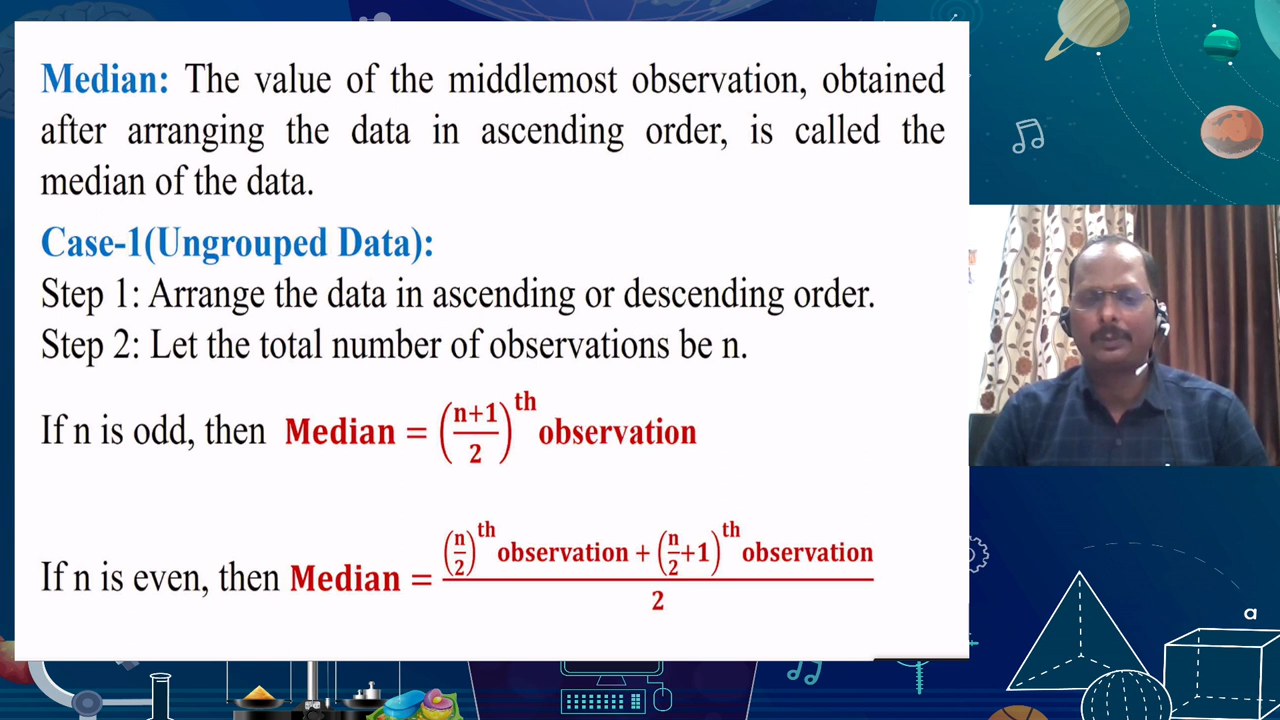 Median: The value of the middlemost observation, obtained
after arranging the data in ascending order, is called the
median of the data.
Case-1(Ungrouped Data):
Step 1: Arrange the data in ascending or descending order.
Step 2: Let the total number of observations be n.
If n is odd, then Median = ((n+1)/2)^th observation
If n is even, then Median = ((n/2)^th observation + (n/2+1)^th observation)/2
a